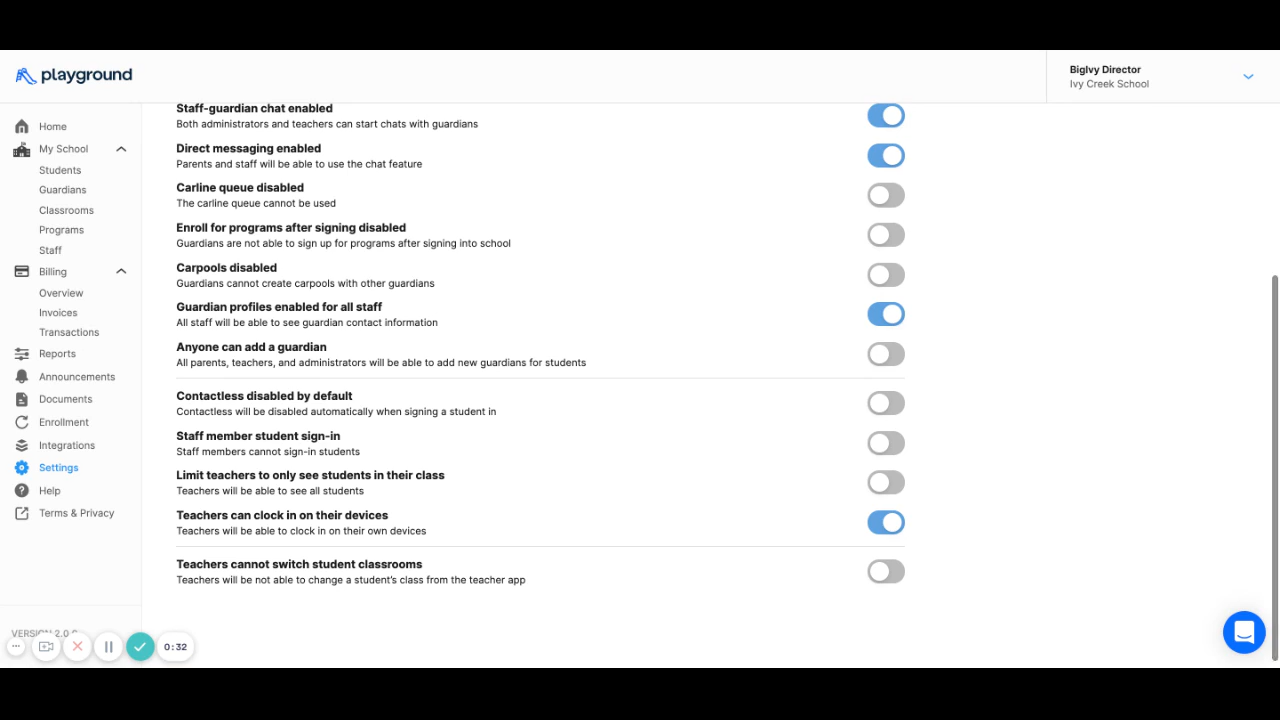 playground
BigIvy Director
Ivy Creek School
Home
My School
Students
Guardians
Classrooms
Programs
Staff
Billing
Overview
Invoices
Transactions
Reports
Announcements
Documents
Enrollment
Integrations
Settings
Help
Terms & Privacy
VERSION 2.0
0:32
Staff-guardian chat enabled
Both administrators and teachers can start chats with guardians
Direct messaging enabled
Parents and staff will be able to use the chat feature
Carline queue disabled
The carline queue cannot be used
Enroll for programs after signing disabled
Guardians are not able to sign up for programs after signing into school
Carpools disabled
Guardians cannot create carpools with other guardians
Guardian profiles enabled for all staff
All staff will be able to see guardian contact information
Anyone can add a guardian
All parents, teachers, and administrators will be able to add new guardians for students
Contactless disabled by default
Contactless will be disabled automatically when signing a student in
Staff member student sign-in
Staff members cannot sign-in students
Limit teachers to only see students in their class
Teachers will be able to see all students
Teachers can clock in on their devices
Teachers will be able to clock in on their own devices
Teachers cannot switch student classrooms
Teachers will be not able to change a student's class from the teacher app